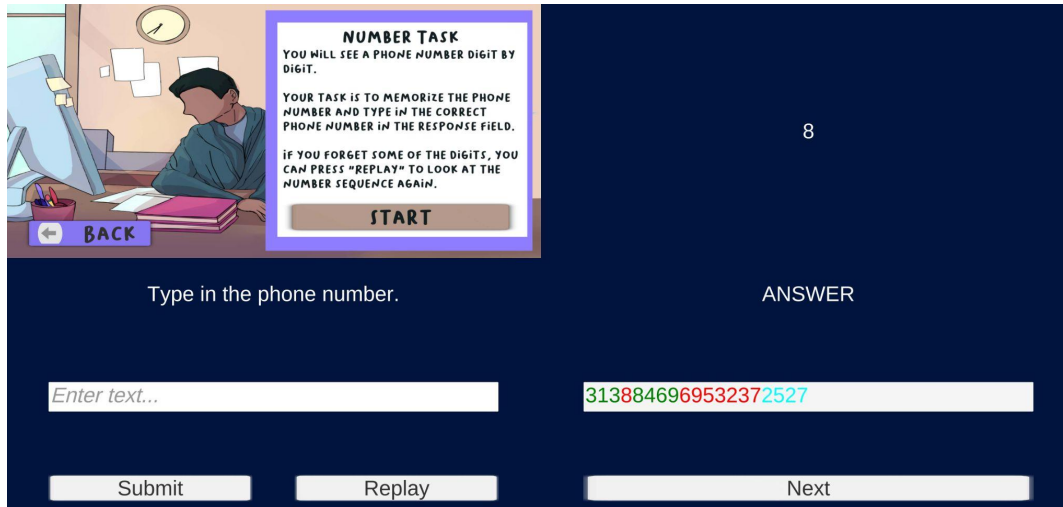 NUMBER TASK
YOU WILL SEE A PHONE NUMBER DIGIT BY
DIGIT.
YOUR TASK IS TO MEMORIZE THE PHONE
NUMBER AND TYPE IN THE CORRECT
PHONE NUMBER IN THE RESPONSE FIELD.
IF YOU FORGET SOME OF THE DIGITS, YOU
CAN PRESS "REPLAY" TO LOOK AT THE
NUMBER SEQUENCE AGAIN.
START
BACK
8
Type in the phone number.
Enter text...
Submit
Replay
ANSWER
3138846969532372527
Next